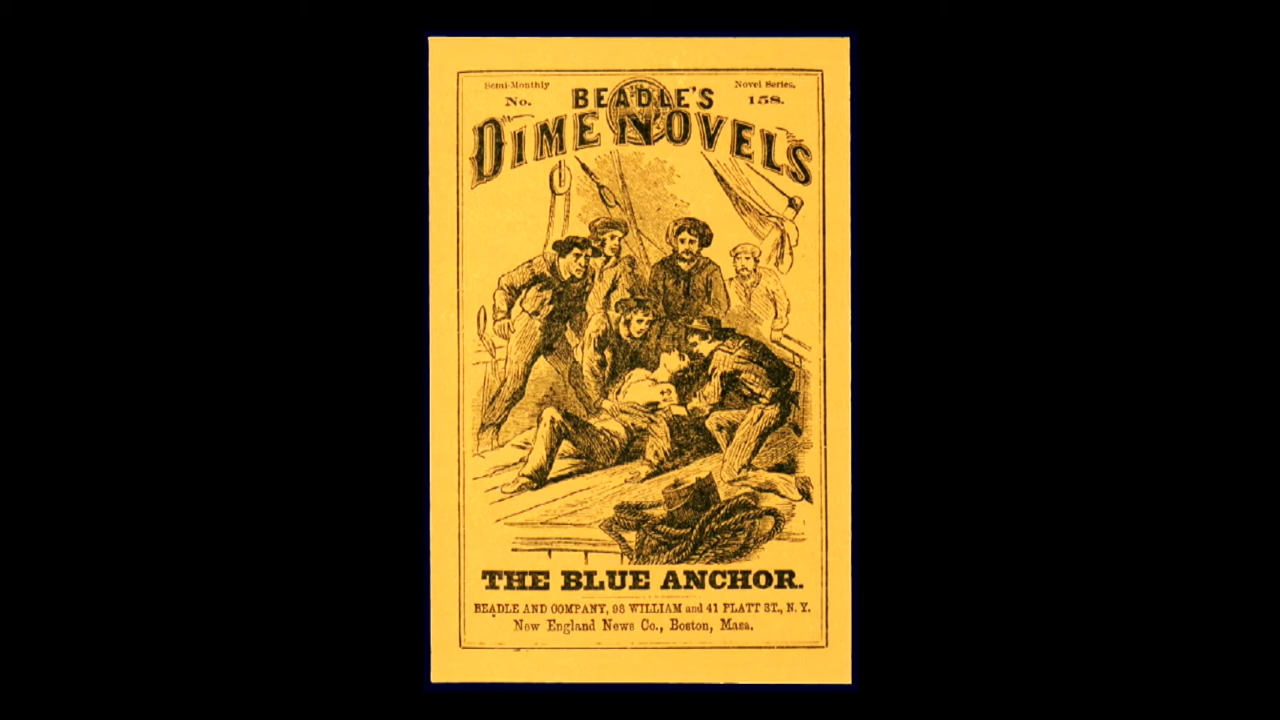 Semi-Monthly Novel Series,
No. 158.
BEADLE'S
DIME NOVELS
THE BLUE ANCHOR.
BEADLE AND COMPANY, 98 WILLIAM and 41 PLATT ST., N. Y.
New England News Co., Boston, Mass.